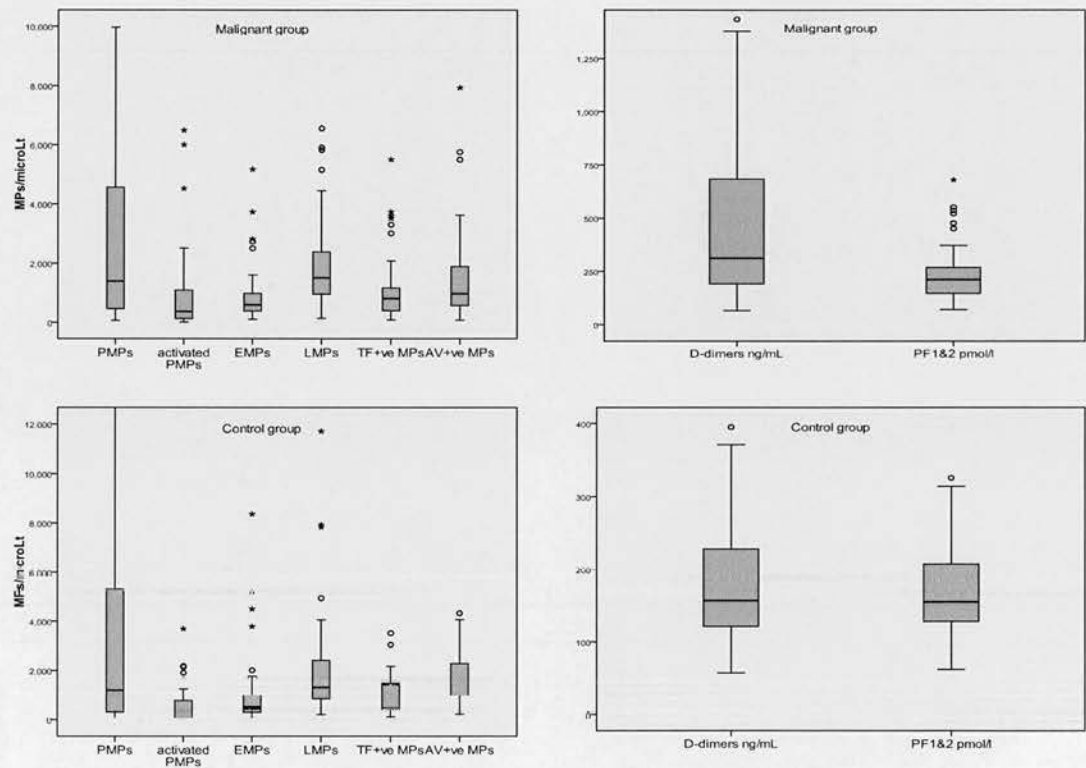 Malignant group
10,000
8,000
6,000
4,000
2,000
0
MPs/microLt
PMPs
activated PMPs
EMPs
LMPs
TF+ve MPs
AV+ve MPs
Malignant group
1,250
750
500
250
0
D-dimers ng/mL
PF1&2 pmol/l
Control group
12,000
10,000
8,000
6,000
4,000
2,000
0
PMPs
activated PMPs
EMPs
LMPs
TF+ve MPs
AV+ve MPs
Control group
400
300
200
100
0
D-dimers ng/mL
PF1&2 pmol/l